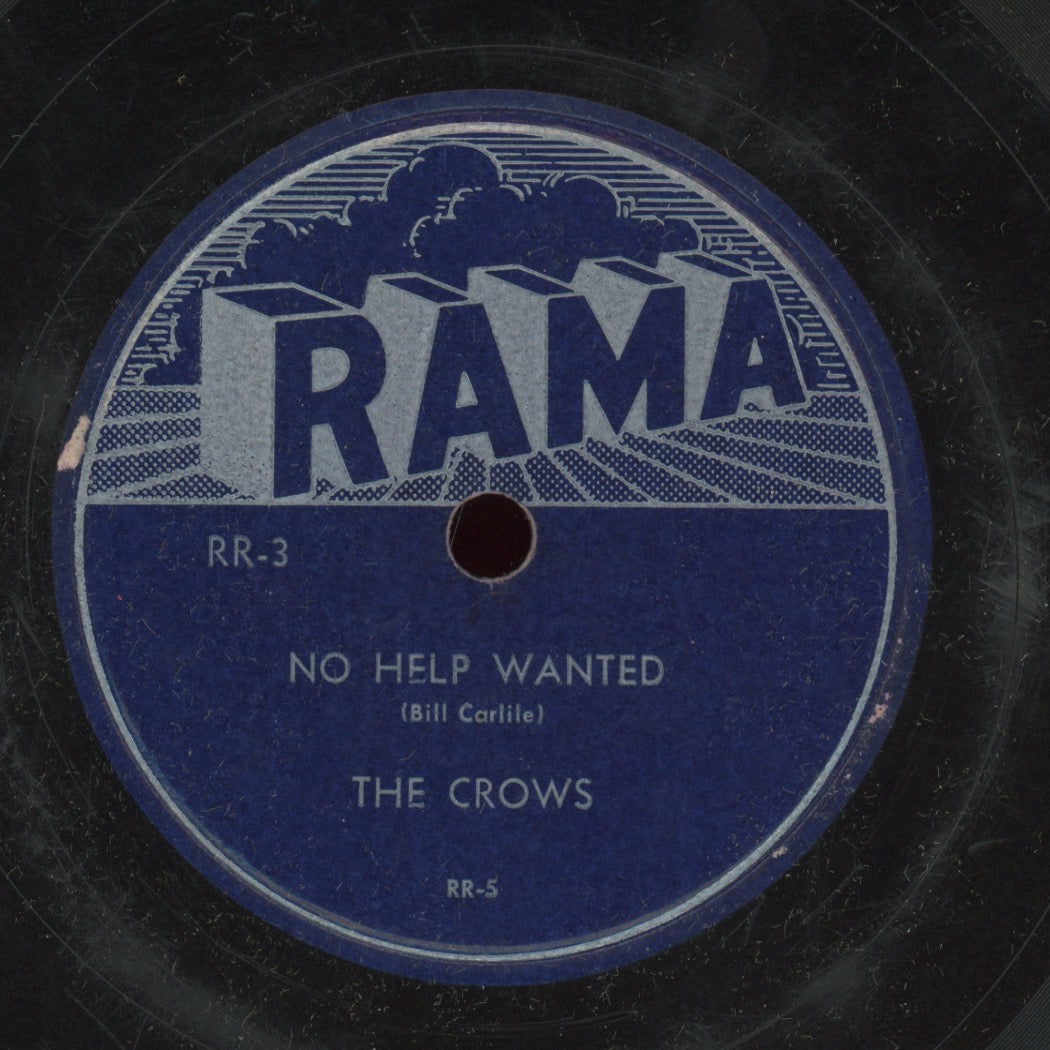 RAMA
RR-3
NO HELP WANTED
(Bill Carlile)
THE CROWS
RR-5